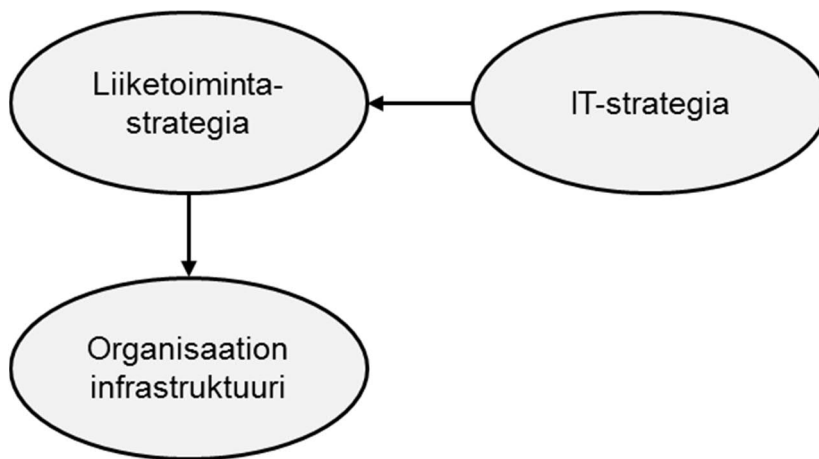 Liiketoiminta-
strategia
IT-strategia
Organisaation
infrastruktuuri